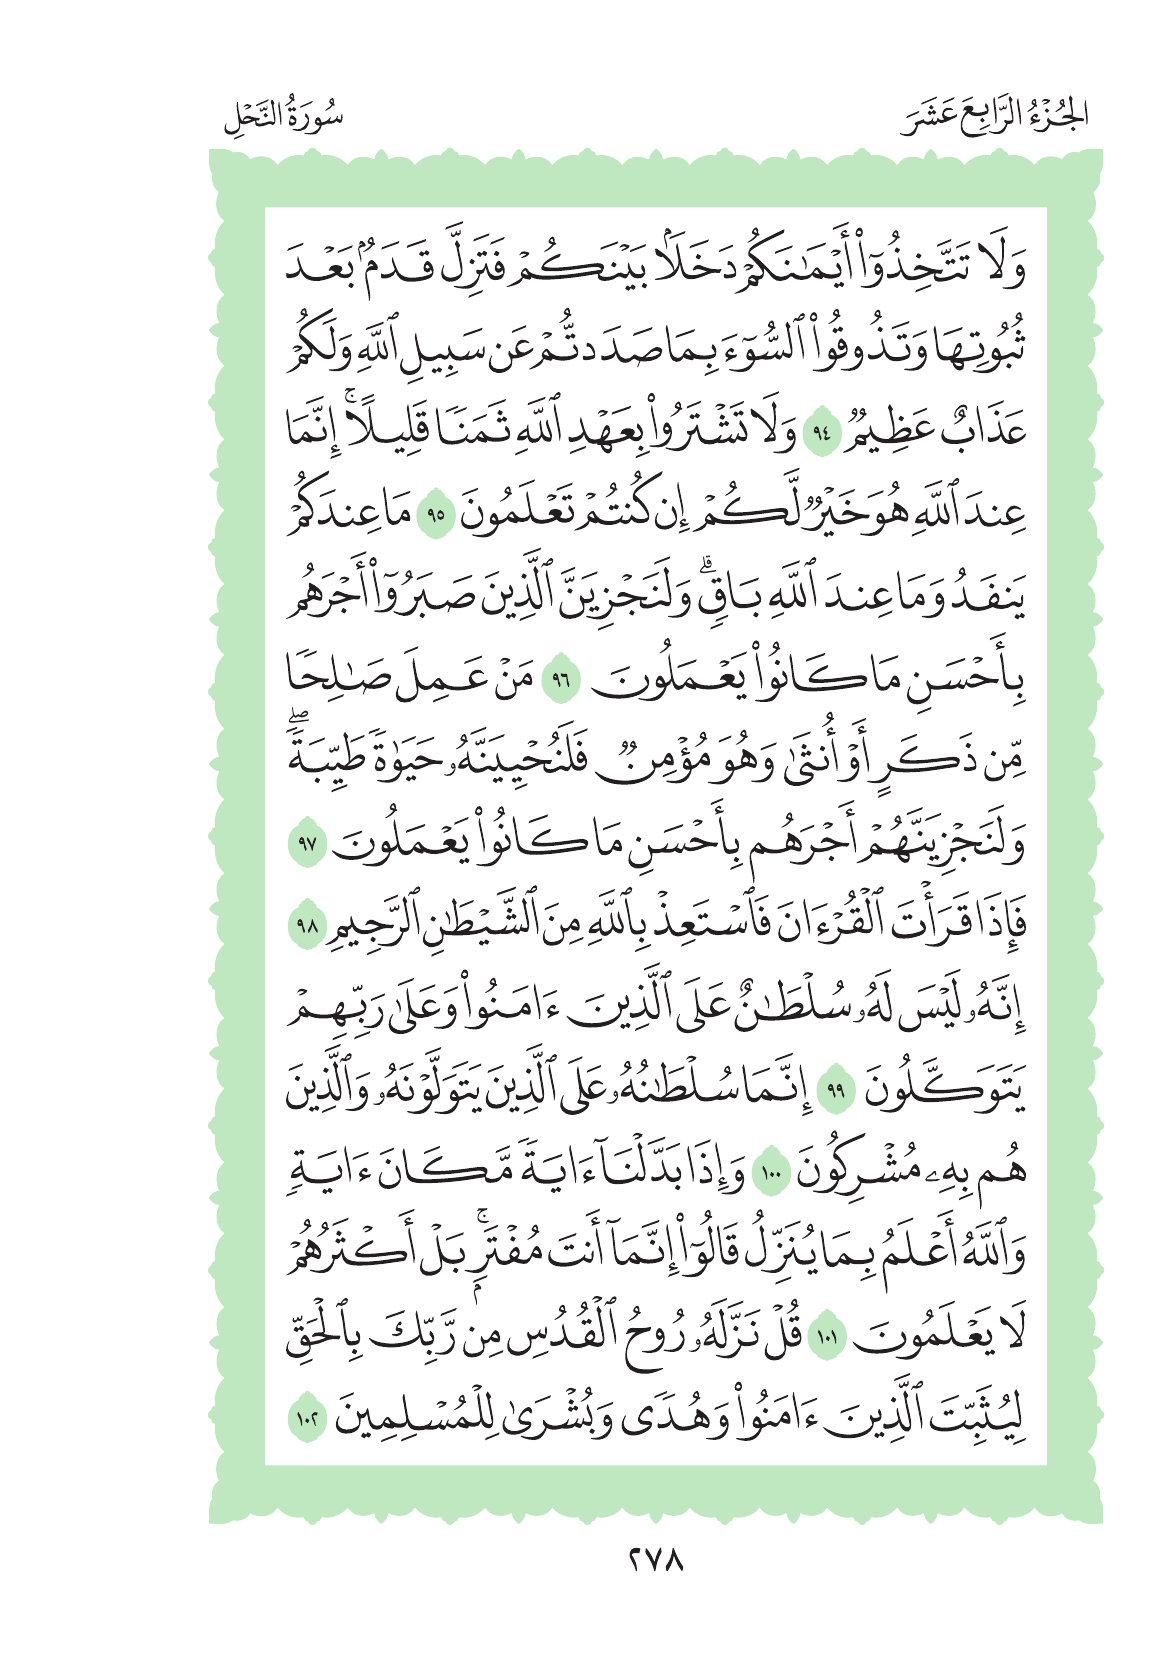 الجُزْءُ الرَّابِعَ عَشَرَ
سُورَةُ النَّحْلِ
وَلَا تَتَّخِذُوٓا۟ أَيْمَـٰنَكُمْ دَخَلًۢا بَيْنَكُمْ فَتَزِلَّ قَدَمٌۢ بَعْدَ
ثُبُوتِهَا وَتَذُوقُوا۟ ٱلسُّوٓءَ بِمَا صَدَدتُّمْ عَن سَبِيلِ ٱللَّهِ وَلَكُمْ
عَذَابٌ عَظِيمٌ ٩٤ وَلَا تَشْتَرُوا۟ بِعَهْدِ ٱللَّهِ ثَمَنًا قَلِيلًا ۚ إِنَّمَا
عِندَ ٱللَّهِ هُوَ خَيْرٌ لَّكُمْ إِن كُنتُمْ تَعْلَمُونَ ٩٥ مَا عِندَكُمْ
يَنفَدُ وَمَا عِندَ ٱللَّهِ بَاقٍ ۗ وَلَنَجْزِيَنَّ ٱلَّذِينَ صَبَرُوٓا۟ أَجْرَهُم
بِأَحْسَنِ مَا كَانُوا۟ يَعْمَلُونَ ٩٦ مَنْ عَمِلَ صَـٰلِحًا
مِّن ذَكَرٍ أَوْ أُنثَىٰ وَهُوَ مُؤْمِنٌ فَلَنُحْيِيَنَّهُۥ حَيَوٰةً طَيِّبَةً ۖ
وَلَنَجْزِيَنَّهُمْ أَجْرَهُم بِأَحْسَنِ مَا كَانُوا۟ يَعْمَلُونَ ٩٧
فَإِذَا قَرَأْتَ ٱلْقُرْءَانَ فَٱسْتَعِذْ بِٱللَّهِ مِنَ ٱلشَّيْطَـٰنِ ٱلرَّجِيمِ ٩٨
إِنَّهُۥ لَيْسَ لَهُۥ سُلْطَـٰنٌ عَلَى ٱلَّذِينَ ءَامَنُوا۟ وَعَلَىٰ رَبِّهِمْ
يَتَوَكَّلُونَ ٩٩ إِنَّمَا سُلْطَـٰنُهُۥ عَلَى ٱلَّذِينَ يَتَوَلَّوْنَهُۥ وَٱلَّذِينَ
هُم بِهِۦ مُشْرِكُونَ ١٠٠ وَإِذَا بَدَّلْنَآ ءَايَةً مَّكَانَ ءَايَةٍ
وَٱللَّهُ أَعْلَمُ بِمَا يُنَزِّلُ قَالُوٓا۟ إِنَّمَآ أَنتَ مُفْتَرٍۭ ۚ بَلْ أَكْثَرُهُمْ
لَا يَعْلَمُونَ ١٠١ قُلْ نَزَّلَهُۥ رُوحُ ٱلْقُدُسِ مِن رَّبِّكَ بِٱلْحَقِّ
لِيُثَبِّتَ ٱلَّذِينَ ءَامَنُوا۟ وَهُدًى وَبُشْرَىٰ لِلْمُسْلِمِينَ ١٠٢
٢٧٨